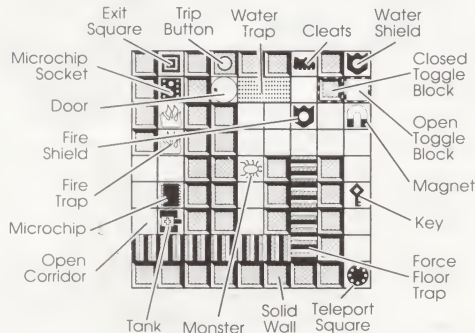 Exit
Square
Trip
Button
Water
Trap
Cleats
Water
Shield
Microchip
Socket
Door
Fire
Shield
Fire
Trap
Microchip
Open
Corridor
Tank
Monster
Solid
Wall
Teleport
Square
Closed
Toggle
Block
Open
Toggle
Block
Magnet
Key
Force
Floor
Trap